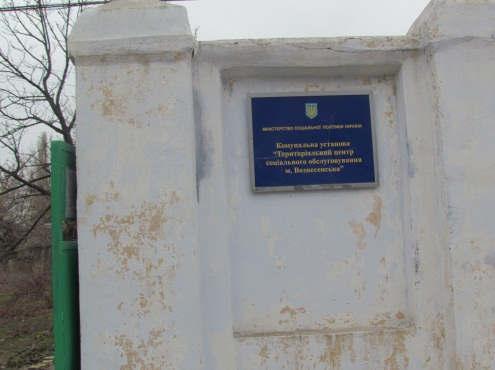 МІНІСТЕРСТВО СОЦІАЛЬНОЇ ПОЛІТИКИ УКРАЇНИ
Комунальна установа
"Територіальний центр
соціального обслуговування
м. Вознесенська"